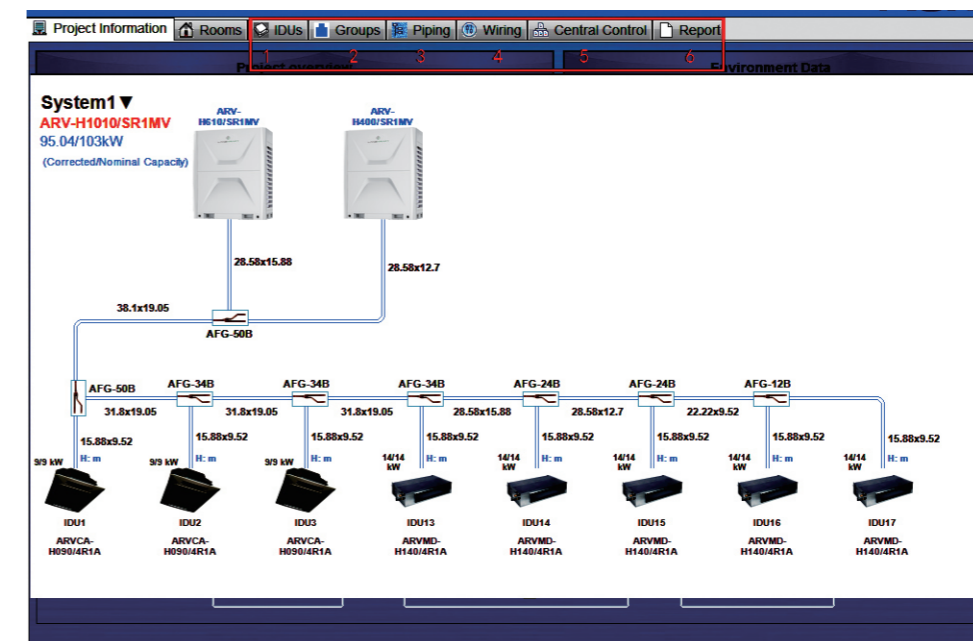 Project Information Rooms IDUs Groups Piping Wiring Central Control Report
1 2 3 4 5 6
Project overview Environment Data
System1▼
ARV-H1010/SR1MV
95.04/103kW
(Corrected/Nominal Capacity)
ARV-
H610/SR1MV
ARV-
H400/SR1MV
28.58x15.88
28.58x12.7
38.1x19.05
AFG-50B
AFG-50B AFG-34B AFG-34B AFG-34B AFG-24B AFG-24B AFG-12B
31.8x19.05 31.8x19.05 31.8x19.05 28.58x15.88 28.58x12.7 22.22x9.52
15.88x9.52 15.88x9.52 15.88x9.52 15.88x9.52 15.88x9.52 15.88x9.52 15.88x9.52 15.88x9.52
9/9 kW H: m 9/9 kW H: m 9/9 kW H: m 14/14 H: m 14/14 H: m 14/14 H: m 14/14 H: m 14/14 H: m
kW kW kW kW kW
IDU1 IDU2 IDU3 IDU13 IDU14 IDU15 IDU16 IDU17
ARVCA- ARVCA- ARVCA- ARVMD- ARVMD- ARVMD- ARVMD- ARVMD-
H090/4R1A H090/4R1A H090/4R1A H140/4R1A H140/4R1A H140/4R1A H140/4R1A H140/4R1A